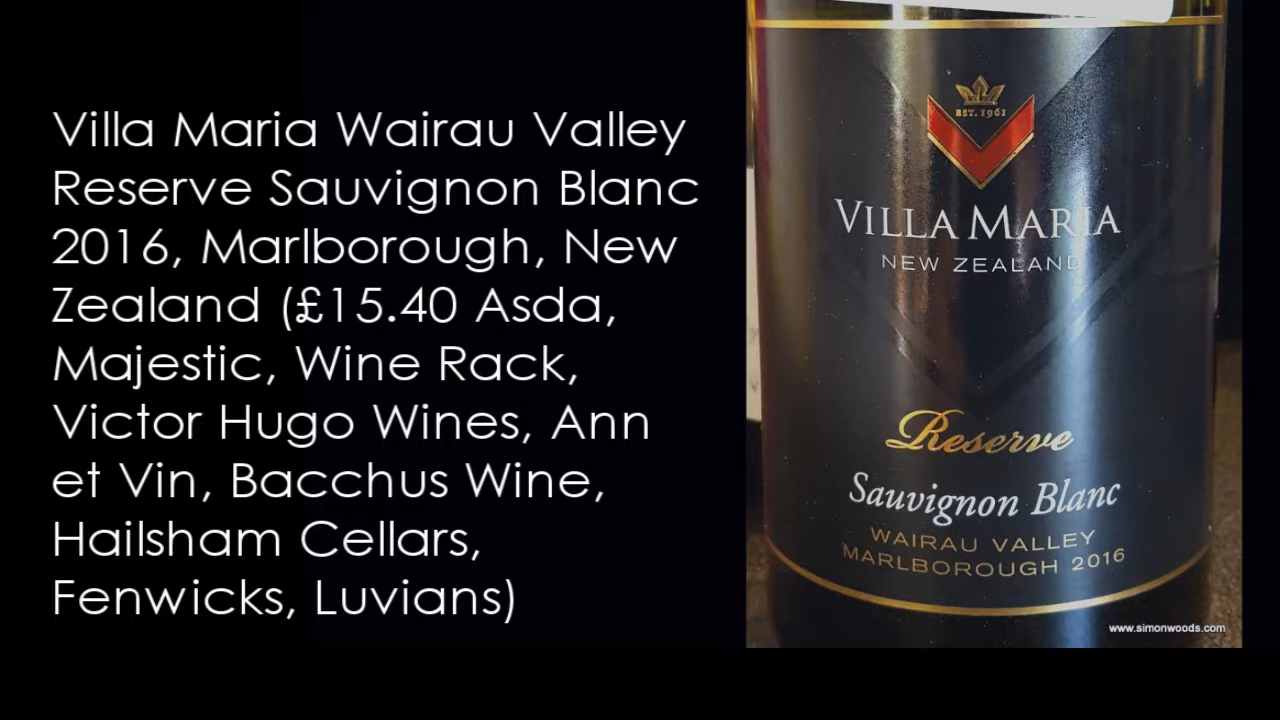 Villa Maria Wairau Valley
Reserve Sauvignon Blanc
2016, Marlborough, New
Zealand (£15.40 Asda,
Majestic, Wine Rack,
Victor Hugo Wines, Ann
et Vin, Bacchus Wine,
Hailsham Cellars,
Fenwicks, Luvians)
EST. 1961
VILLA MARIA
NEW ZEALAND
Reserve
Sauvignon Blanc
WAIRAU VALLEY
MARLBOROUGH 2016
www.simonwoods.com